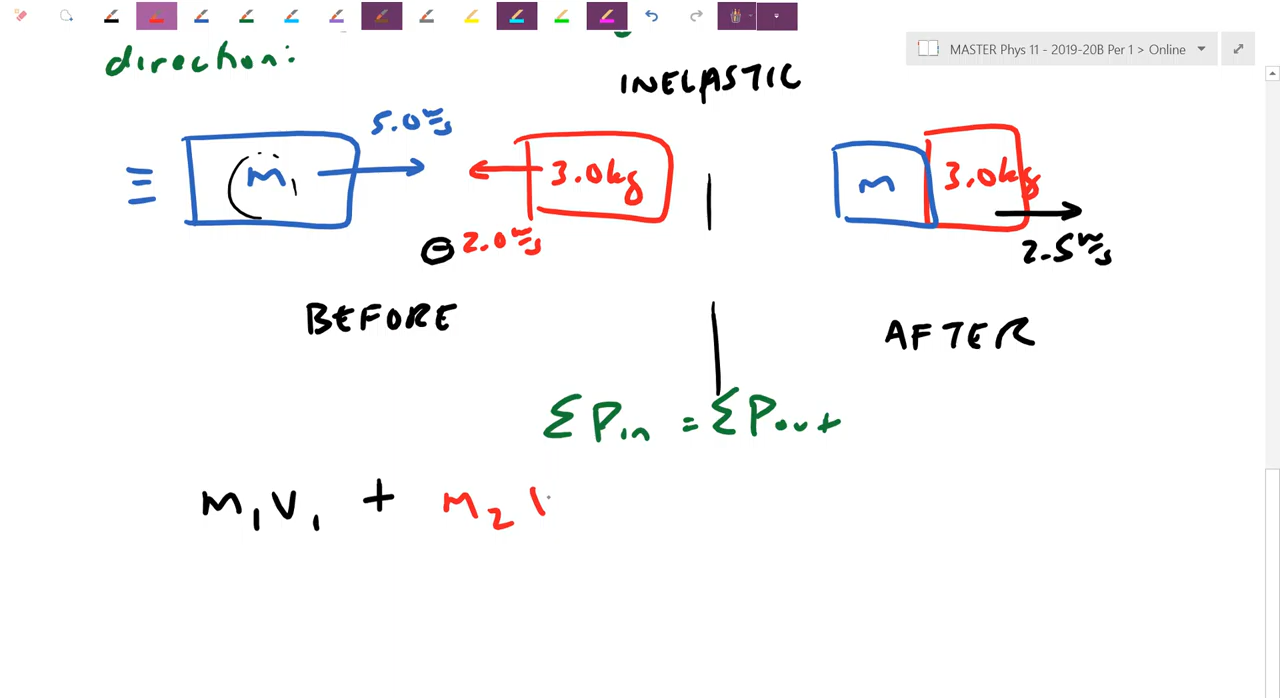 MASTER Phys 11 - 2019-20B Per 1 > Online
direction:
INELASTIC
5.0 m/s
m₁
3.0kg
m
3.0kg
⊖ 2.0 m/s
2.5 m/s
BEFORE
AFTER
ΣPin = ΣPout
m₁v₁ + m₂